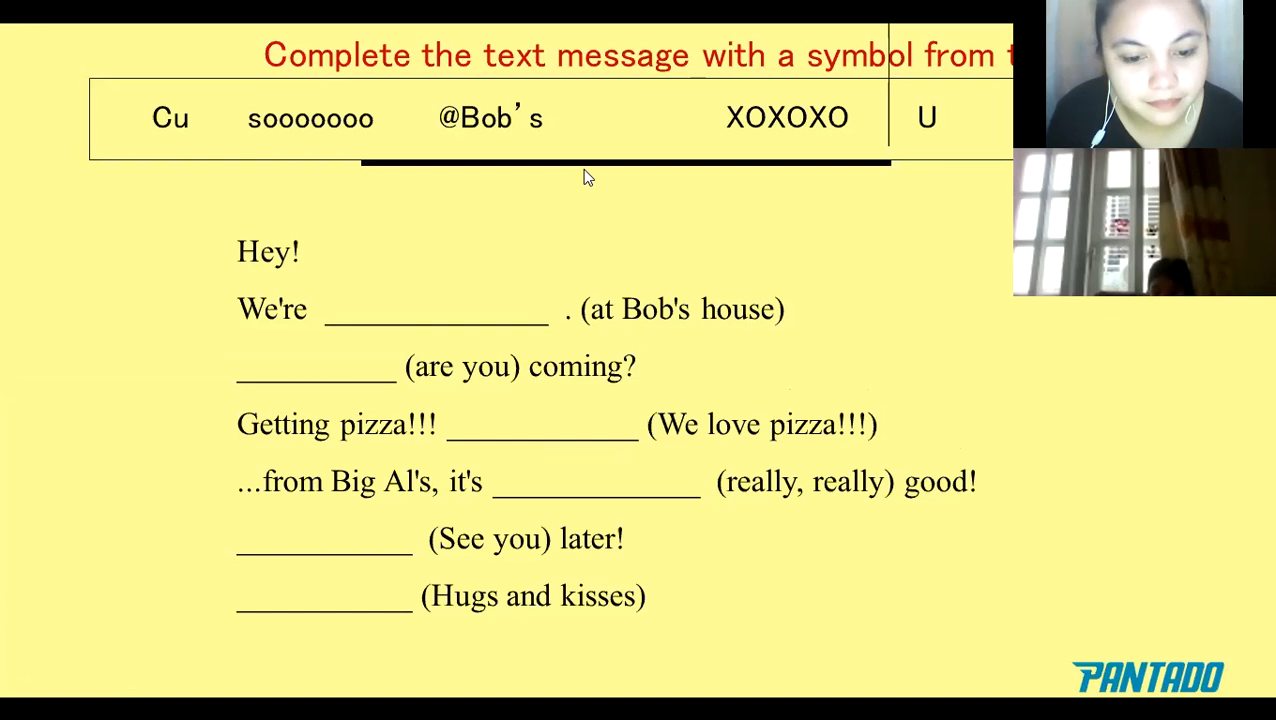 Complete the text message with a symbol from
Cu sooooooo @Bob's XOXOXO U
Hey!
We're ______________ . (at Bob's house)
__________ (are you) coming?
Getting pizza!!! ____________ (We love pizza!!!)
...from Big Al's, it's _____________ (really, really) good!
___________ (See you) later!
___________ (Hugs and kisses)
PANTADO